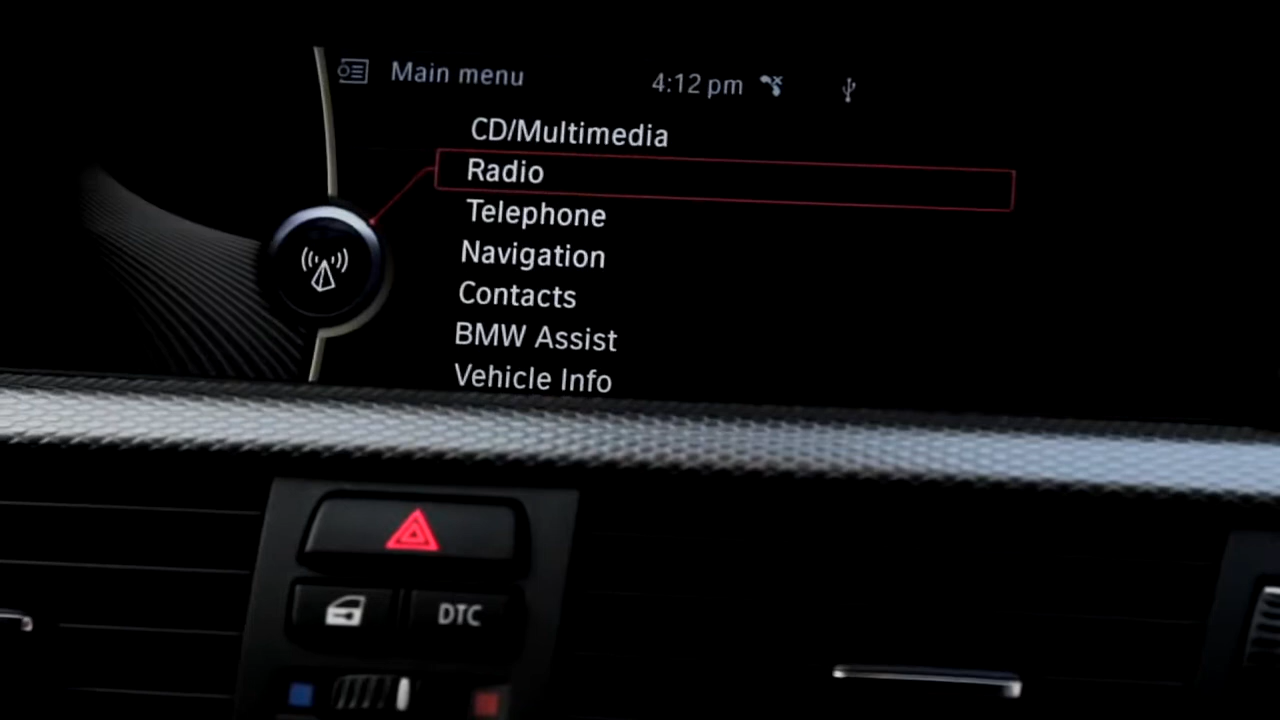 Main menu 4:12 pm
CD/Multimedia
Radio
Telephone
Navigation
Contacts
BMW Assist
Vehicle Info
DTC